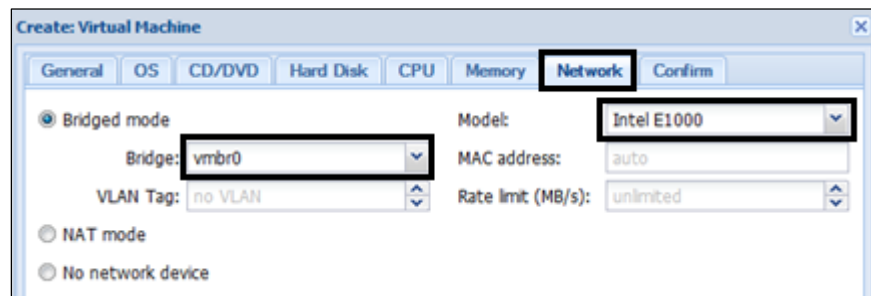 Create: Virtual Machine
General OS CD/DVD Hard Disk CPU Memory Network Confirm
Bridged mode Model: Intel E1000
Bridge: vmbr0 MAC address: auto
VLAN Tag: no VLAN Rate limit (MB/s): unlimited
NAT mode
No network device